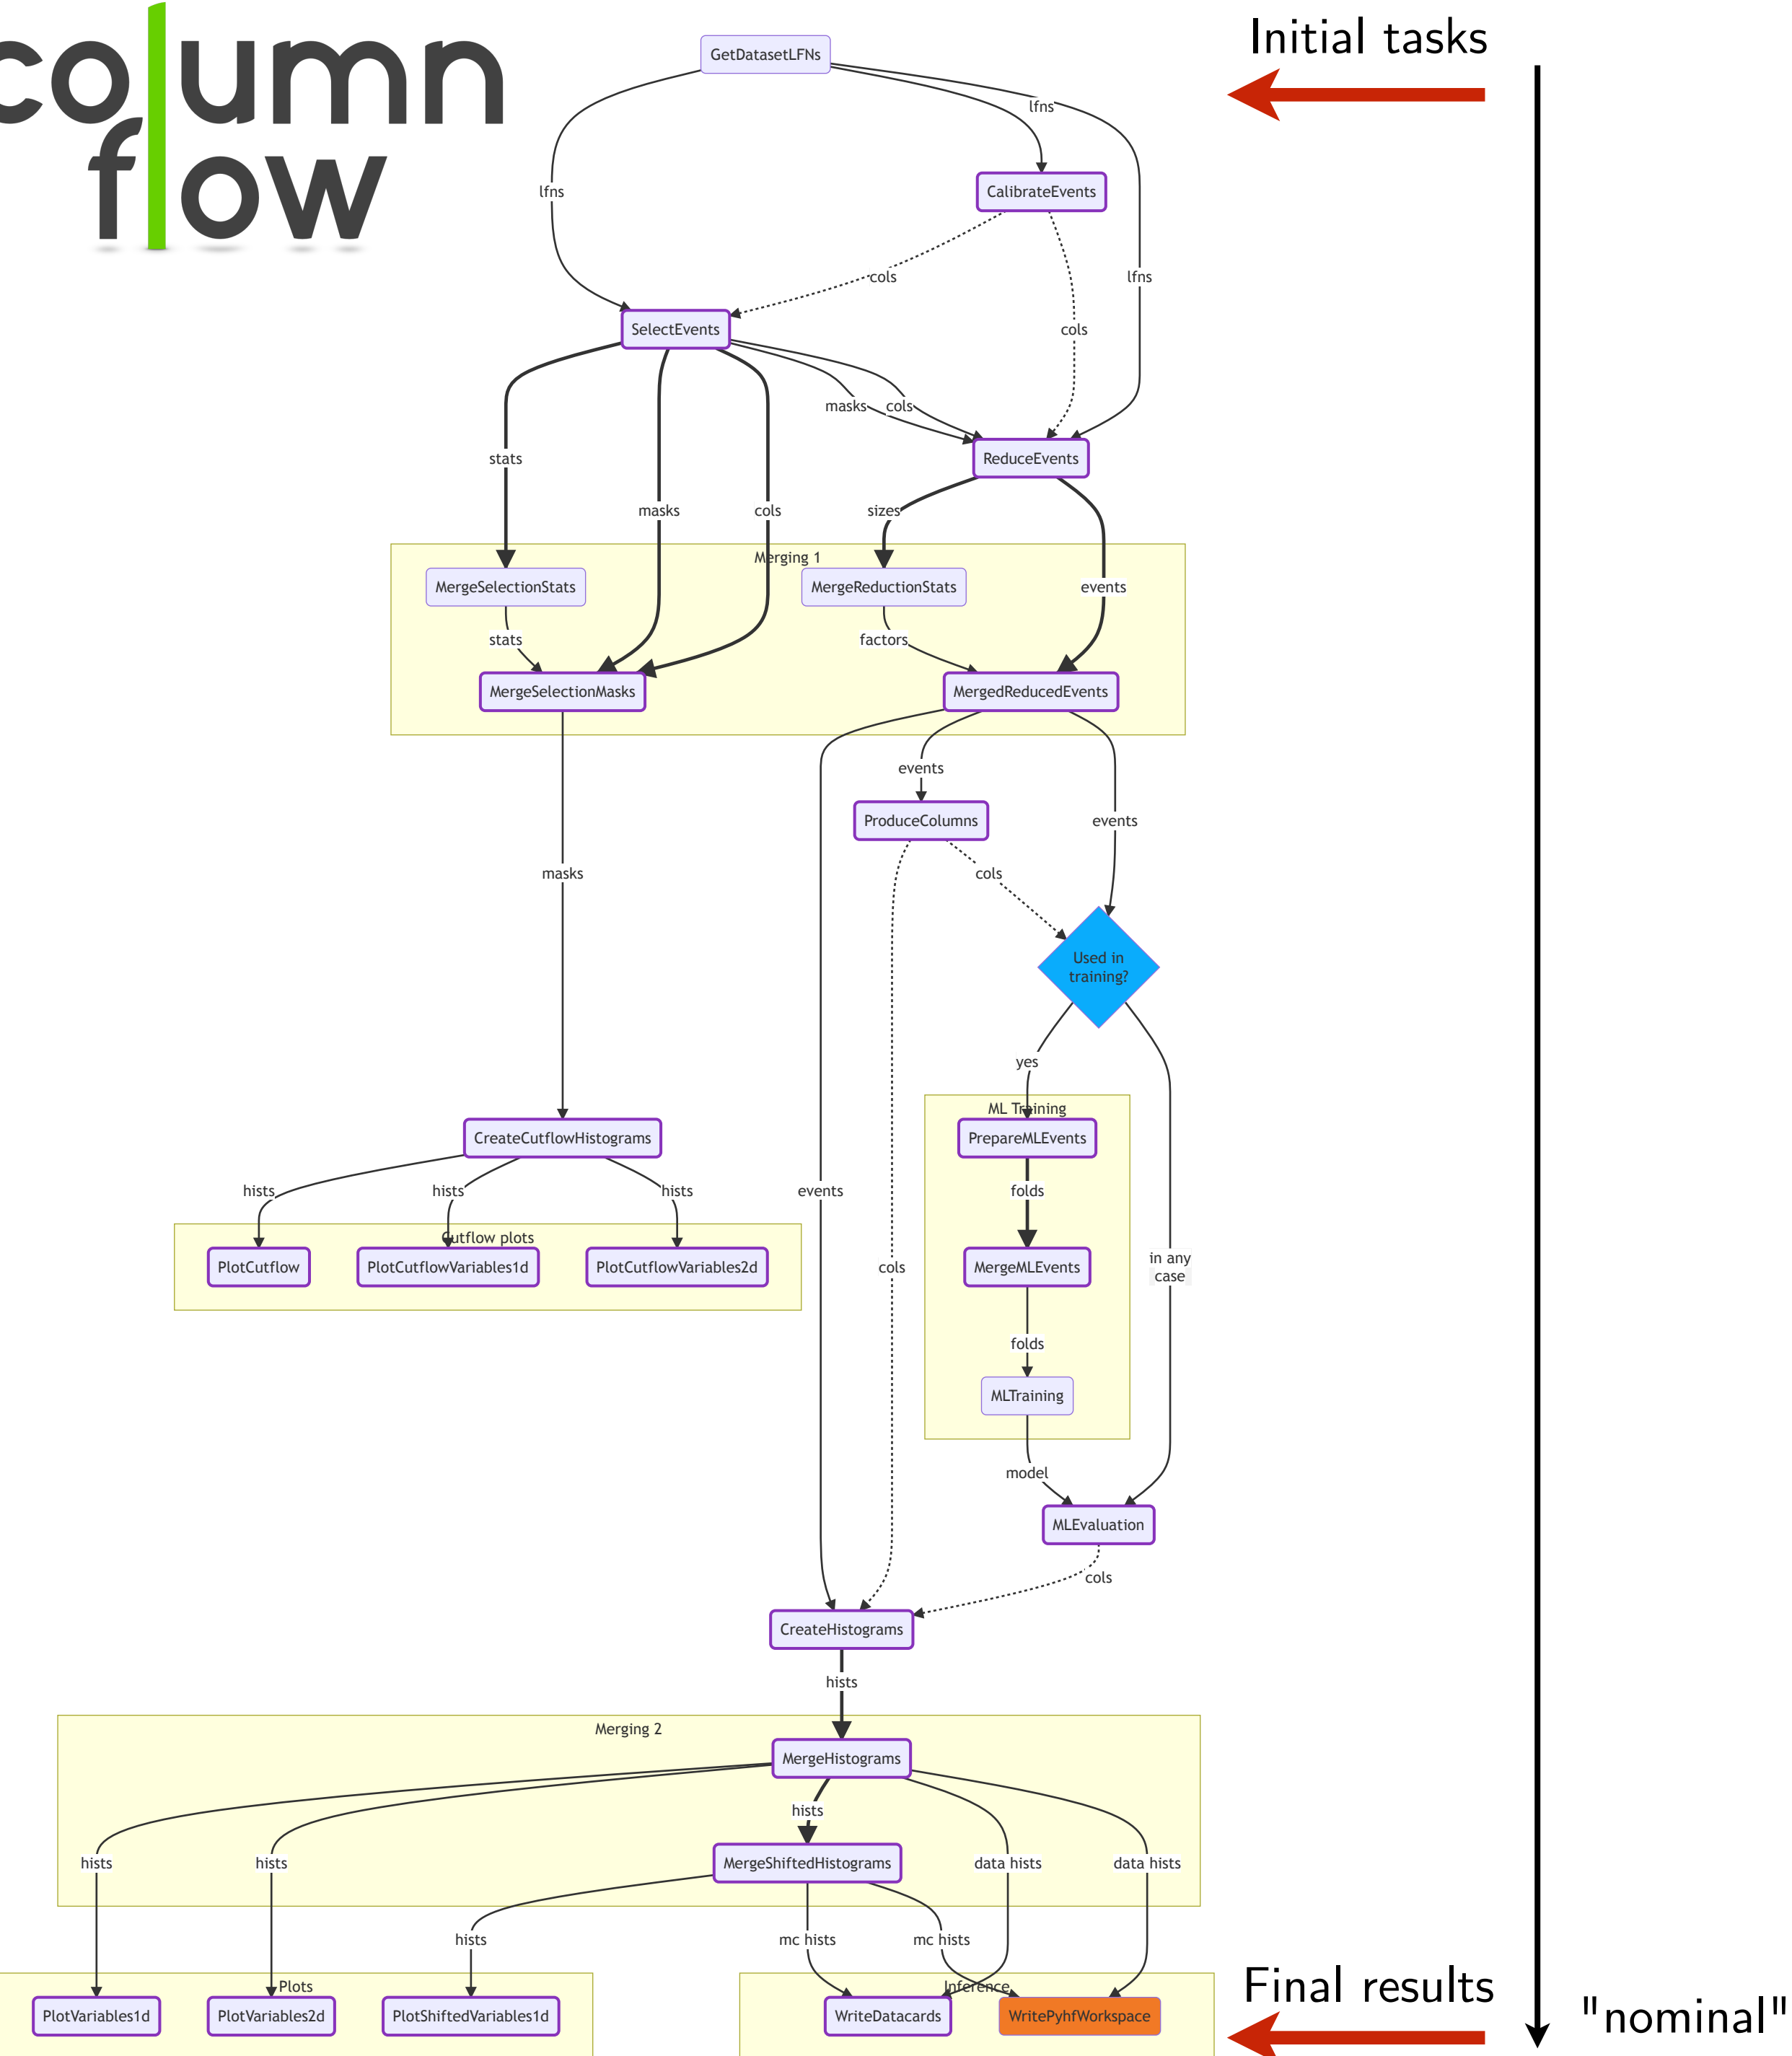 column
flow
Initial tasks
GetDatasetLFNs
lfns
CalibrateEvents
lfns
cols
lfns
SelectEvents
cols
masks
cols
ReduceEvents
stats
masks
cols
sizes
Merging 1
MergeSelectionStats
MergeReductionStats
events
stats
factors
MergeSelectionMasks
MergedReducedEvents
events
ProduceColumns
events
masks
cols
Used in
training?
yes
ML Training
CreateCutflowHistograms
PrepareMLEvents
hists
hists
hists
events
folds
Cutflow plots
PlotCutflow
PlotCutflowVariables1d
PlotCutflowVariables2d
cols
MergeMLEvents
in any
case
folds
MLTraining
model
MLEvaluation
cols
CreateHistograms
hists
Merging 2
MergeHistograms
hists
hists
hists
MergeShiftedHistograms
data hists
data hists
hists
mc hists
mc hists
Plots
Inference
Final results
PlotVariables1d
PlotVariables2d
PlotShiftedVariables1d
WriteDatacards
WritePyhfWorkspace
"nominal"